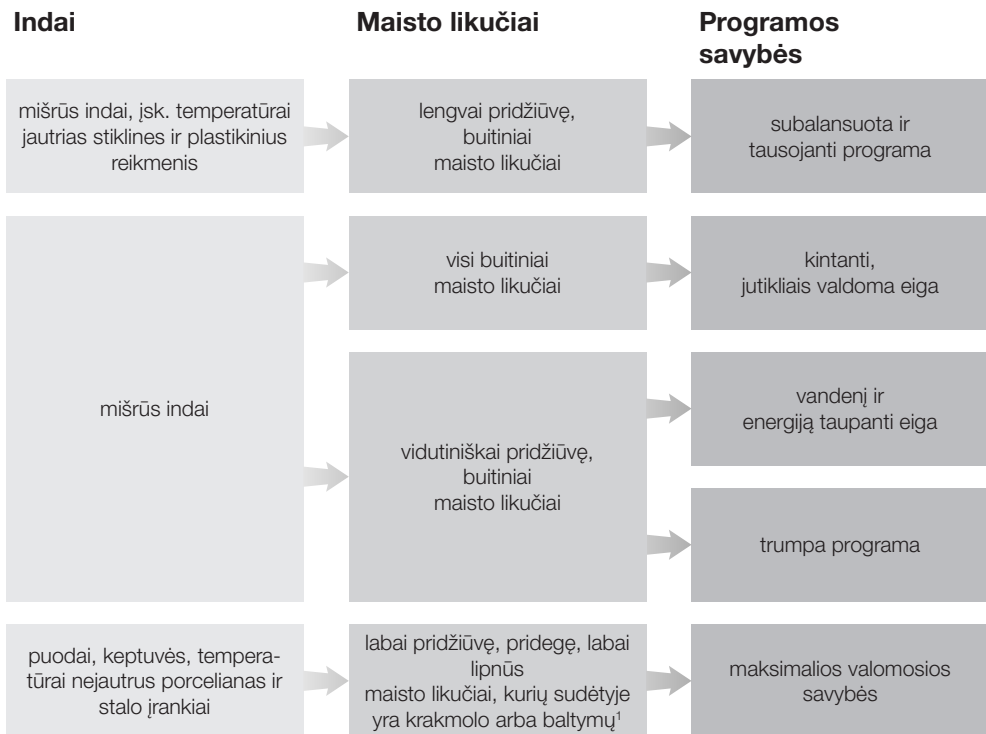 Indai
Maisto likučiai
Programos
savybės
mišrūs indai, įsk. temperatūrai
jautrias stiklines ir plastikinius
reikmenis
lengvai pridžiūvę,
buitiniai
maisto likučiai
subalansuota ir
tausojanti programa
mišrūs indai
visi buitiniai
maisto likučiai
kintanti,
jutikliais valdoma eiga
vidutiniškai pridžiūvę,
buitiniai
maisto likučiai
vandenį ir
energiją taupanti eiga
trumpa programa
puodai, keptuvės, tempera-
tūrai nejautrus porcelianas ir
stalo įrankiai
labai pridžiūvę, pridegę, labai
lipnūs
maisto likučiai, kurių sudėtyje
yra krakmolo arba baltymų¹
maksimalios valomosios
savybės